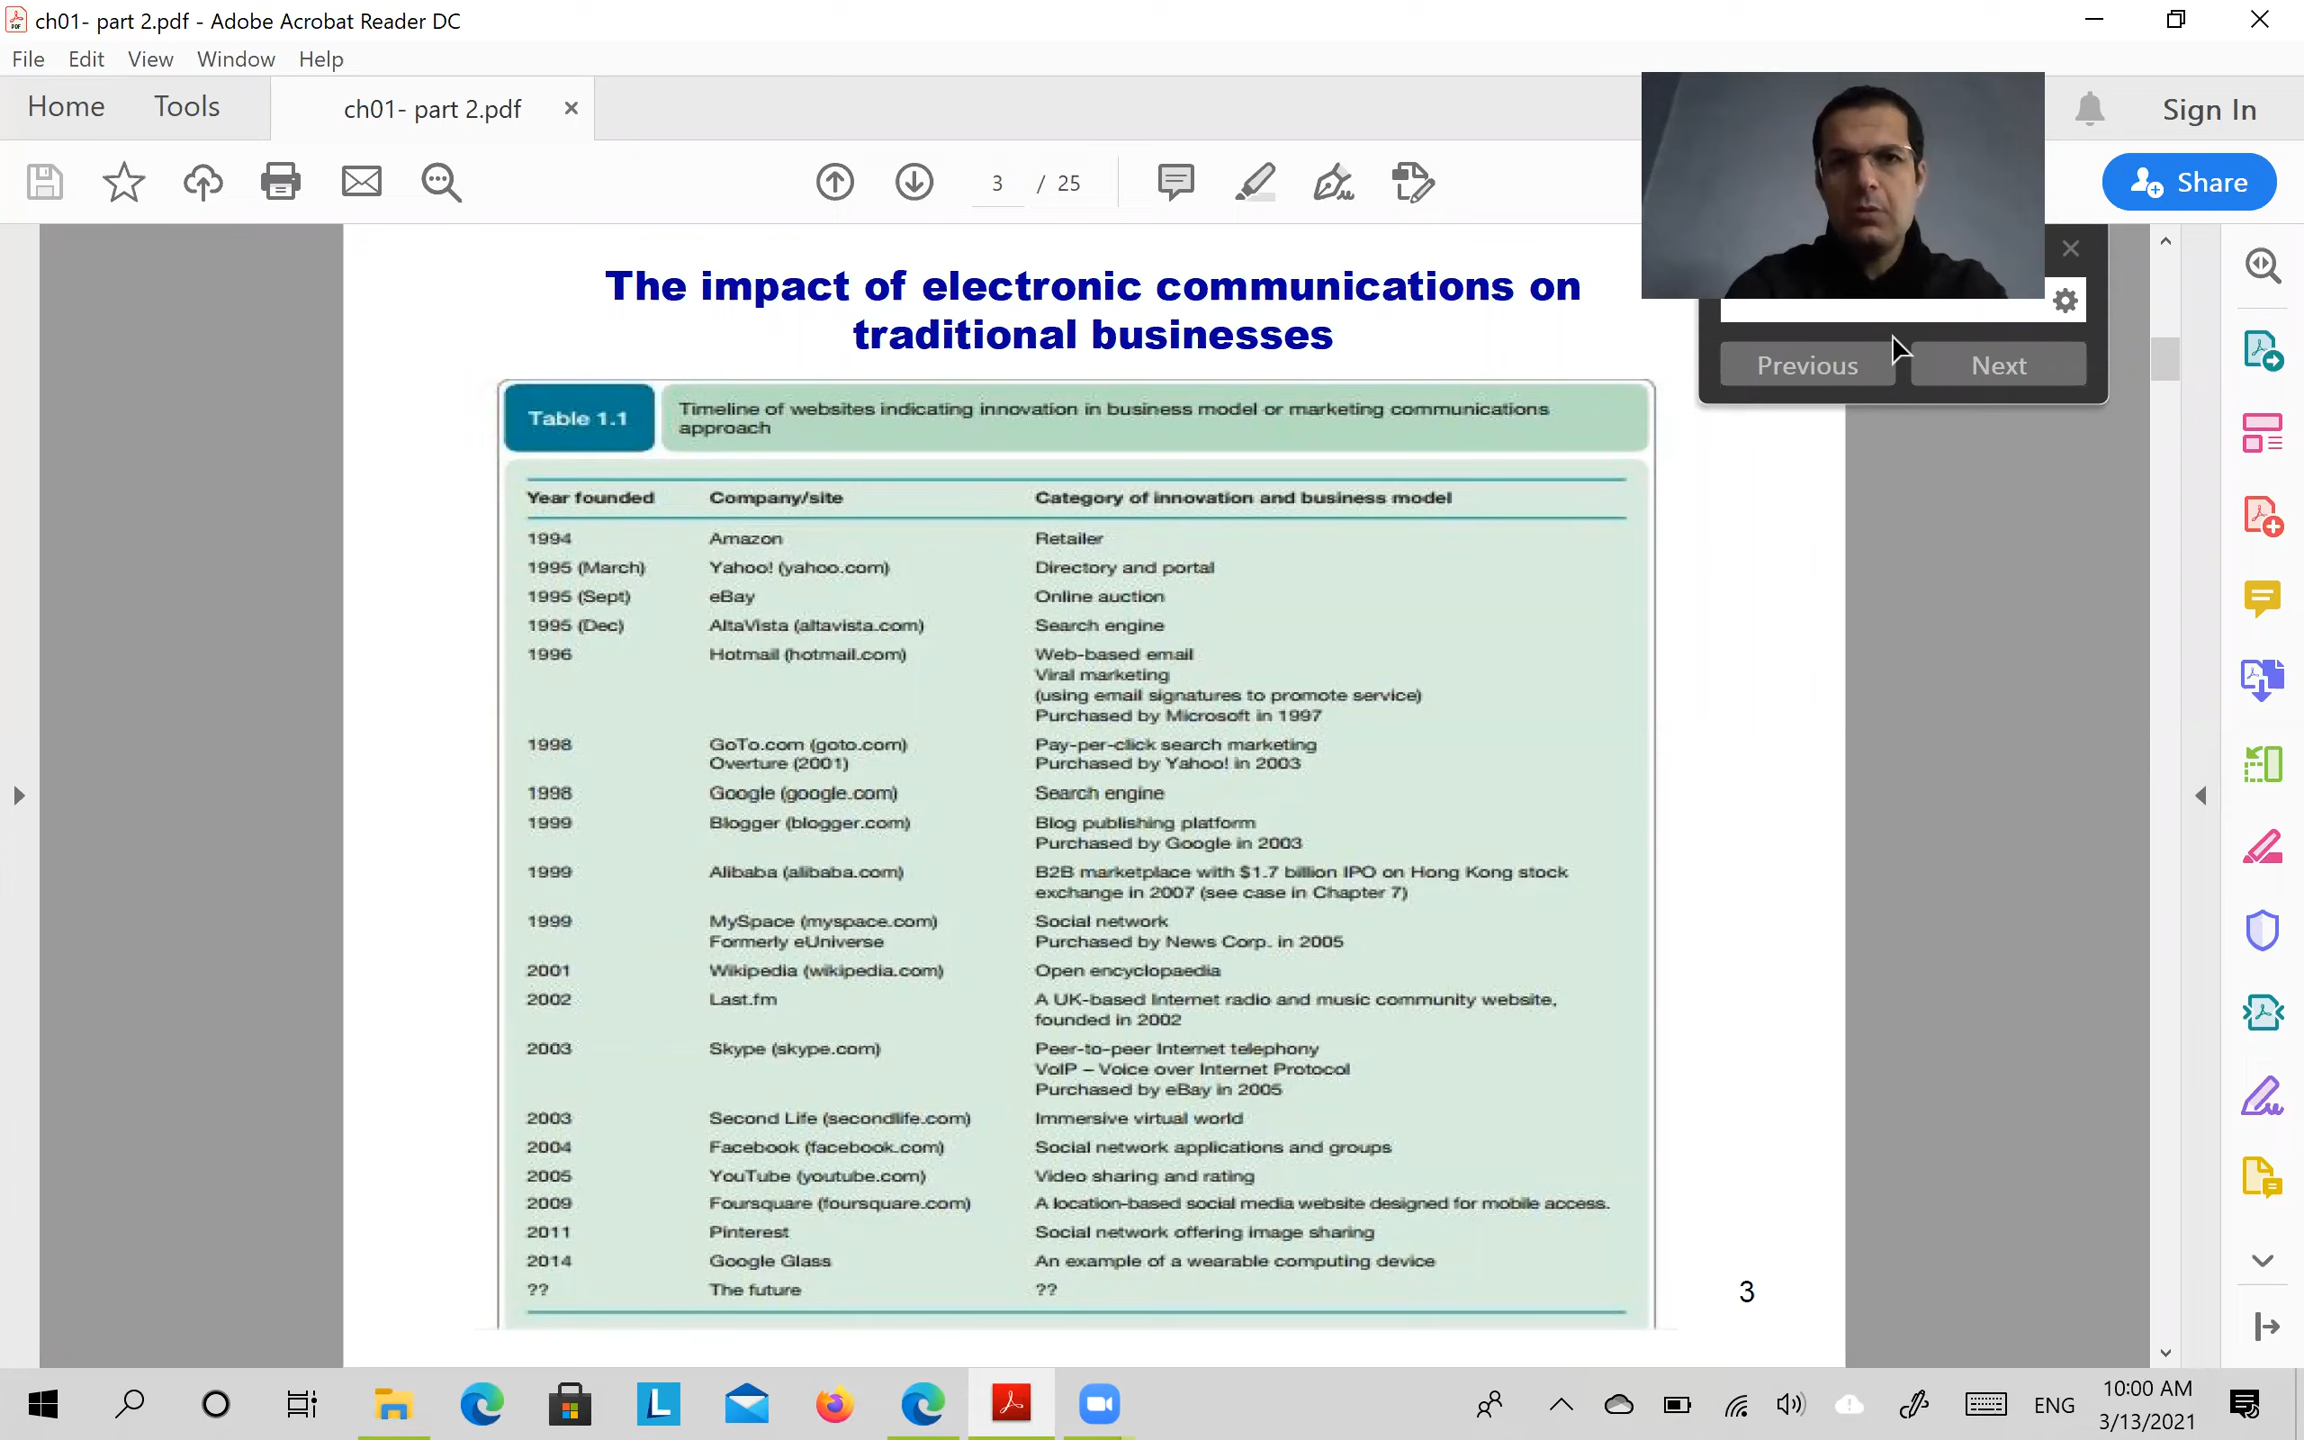 ch01- part 2.pdf - Adobe Acrobat Reader DC
File Edit View Window Help
Home Tools ch01- part 2.pdf × Sign In
3 / 25 Share
Previous Next
The impact of electronic communications on
traditional businesses
Table 1.1 Timeline of websites indicating innovation in business model or marketing communications
approach
Year founded Company/site Category of innovation and business model
1994 Amazon Retailer
1995 (March) Yahoo! (yahoo.com) Directory and portal
1995 (Sept) eBay Online auction
1995 (Dec) AltaVista (altavista.com) Search engine
1996 Hotmail (hotmail.com) Web-based email
Viral marketing
(using email signatures to promote service)
Purchased by Microsoft in 1997
1998 GoTo.com (goto.com) Pay-per-click search marketing
Overture (2001) Purchased by Yahoo! in 2003
1998 Google (google.com) Search engine
1999 Blogger (blogger.com) Blog publishing platform
Purchased by Google in 2003
1999 Alibaba (alibaba.com) B2B marketplace with $1.7 billion IPO on Hong Kong stock
exchange in 2007 (see case in Chapter 7)
1999 MySpace (myspace.com) Social network
Formerly eUniverse Purchased by News Corp. in 2005
2001 Wikipedia (wikipedia.com) Open encyclopaedia
2002 Last.fm A UK-based Internet radio and music community website,
founded in 2002
2003 Skype (skype.com) Peer-to-peer Internet telephony
VoIP – Voice over Internet Protocol
Purchased by eBay in 2005
2003 Second Life (secondlife.com) Immersive virtual world
2004 Facebook (facebook.com) Social network applications and groups
2005 YouTube (youtube.com) Video sharing and rating
2009 Foursquare (foursquare.com) A location-based social media website designed for mobile access.
2011 Pinterest Social network offering image sharing
2014 Google Glass An example of a wearable computing device
?? The future ??
3
ENG 10:00 AM
3/13/2021